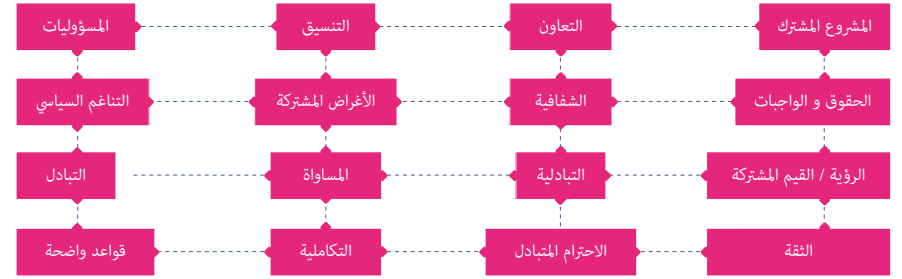 المشروع المشترك
التعاون
التنسيق
المسؤوليات
الحقوق و الواجبات
الشفافية
الأغراض المشتركة
التناغم السياسي
الرؤية / القيم المشتركة
التبادلية
المساواة
التبادل
الثقة
الاحترام المتبادل
التكاملية
قواعد واضحة